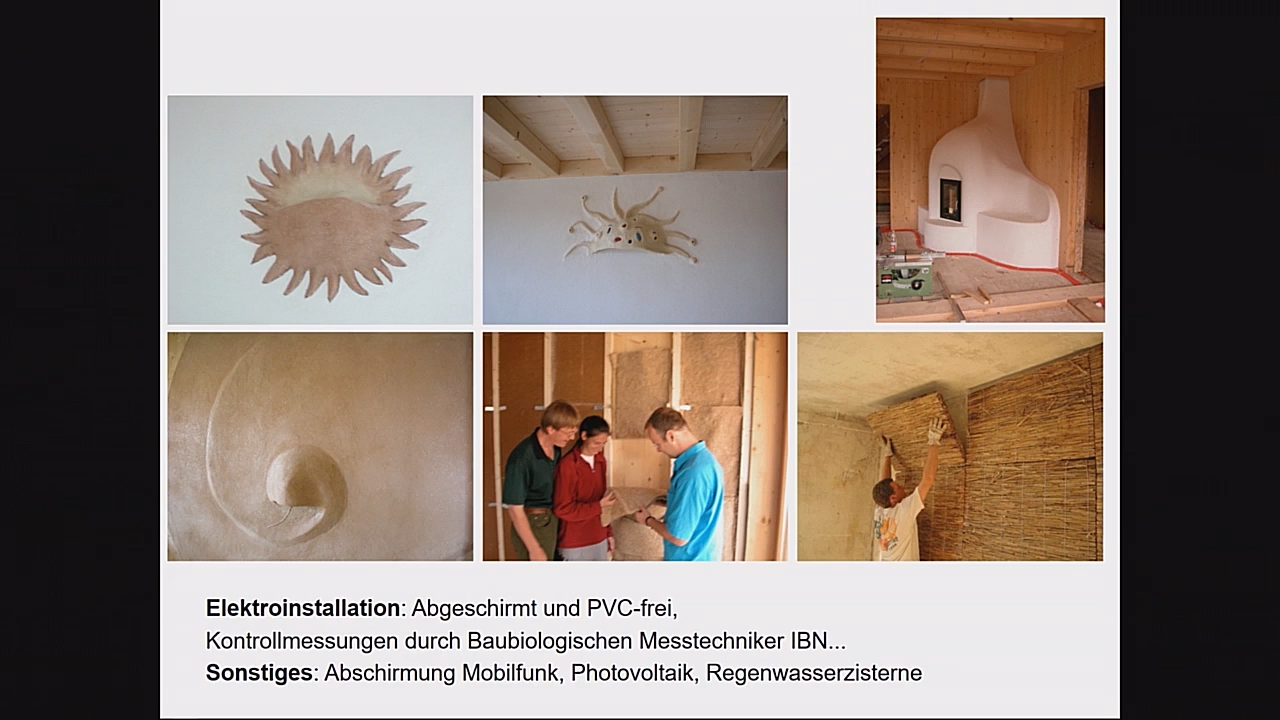 Elektroinstallation: Abgeschirmt und PVC-frei,
Kontrollmessungen durch Baubiologischen Messtechniker IBN...
Sonstiges: Abschirmung Mobilfunk, Photovoltaik, Regenwasserzisterne